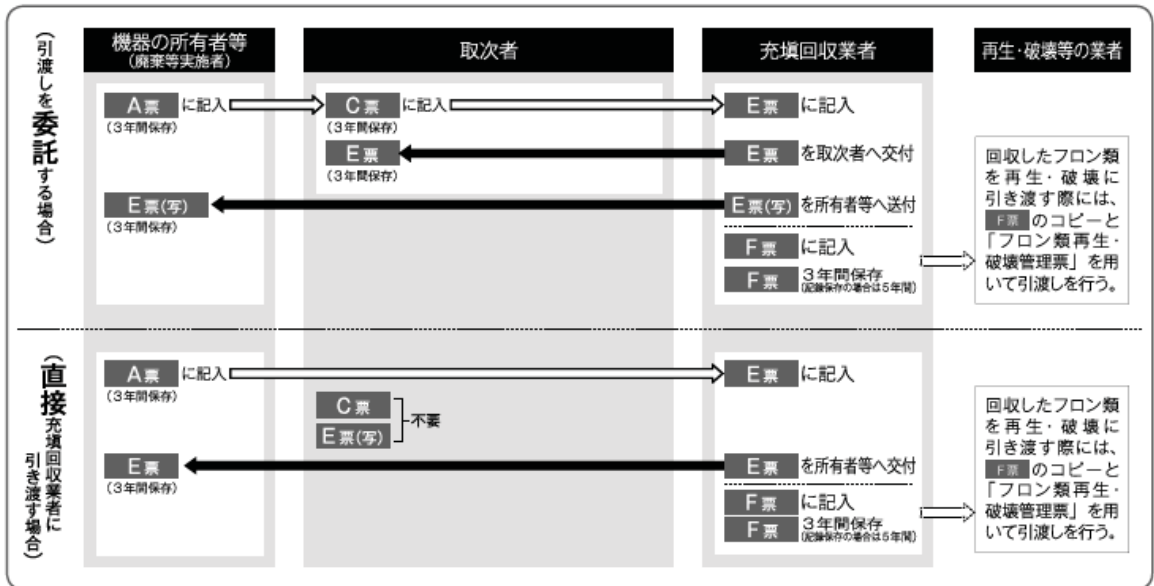 機器の所有者等
(廃棄等実施者)
取次者
充填回収業者
再生・破壊等の業者
(引渡しを委託する場合)
A票 に記入
(3年間保存)
C票 に記入
(3年間保存)
E票 に記入
E票
(3年間保存)
E票 を取次者へ交付
E票(写)
(3年間保存)
E票(写) を所有者等へ送付
F票 に記入
F票 3年間保存
(記録保存の場合は5年間)
回収したフロン類
を再生・破壊に
引き渡す際には、
F票 のコピーと
「フロン類再生・
破壊管理票」を用
いて引渡しを行う。
(直接充填回収業者に
引き渡す場合)
A票 に記入
(3年間保存)
E票 に記入
C票
E票(写)
不要
E票
(3年間保存)
E票 を所有者等へ交付
F票 に記入
F票 3年間保存
(記録保存の場合は5年間)
回収したフロン類
を再生・破壊に
引き渡す際には、
F票 のコピーと
「フロン類再生・
破壊管理票」を用
いて引渡しを行う。